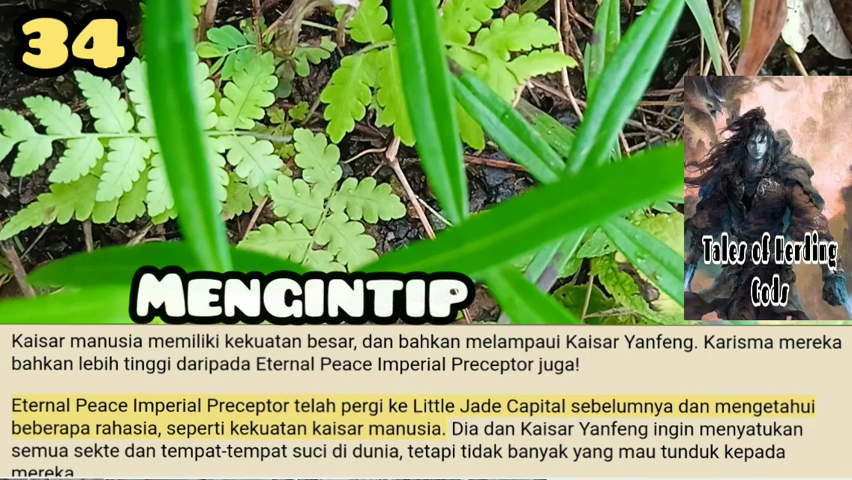 34
Tales of Herding
Gods
MENGINTIP
Kaisar manusia memiliki kekuatan besar, dan bahkan melampaui Kaisar Yanfeng. Karisma mereka
bahkan lebih tinggi daripada Eternal Peace Imperial Preceptor juga!
Eternal Peace Imperial Preceptor telah pergi ke Little Jade Capital sebelumnya dan mengetahui
beberapa rahasia, seperti kekuatan kaisar manusia. Dia dan Kaisar Yanfeng ingin menyatukan
semua sekte dan tempat-tempat suci di dunia, tetapi tidak banyak yang mau tunduk kepada
mereka